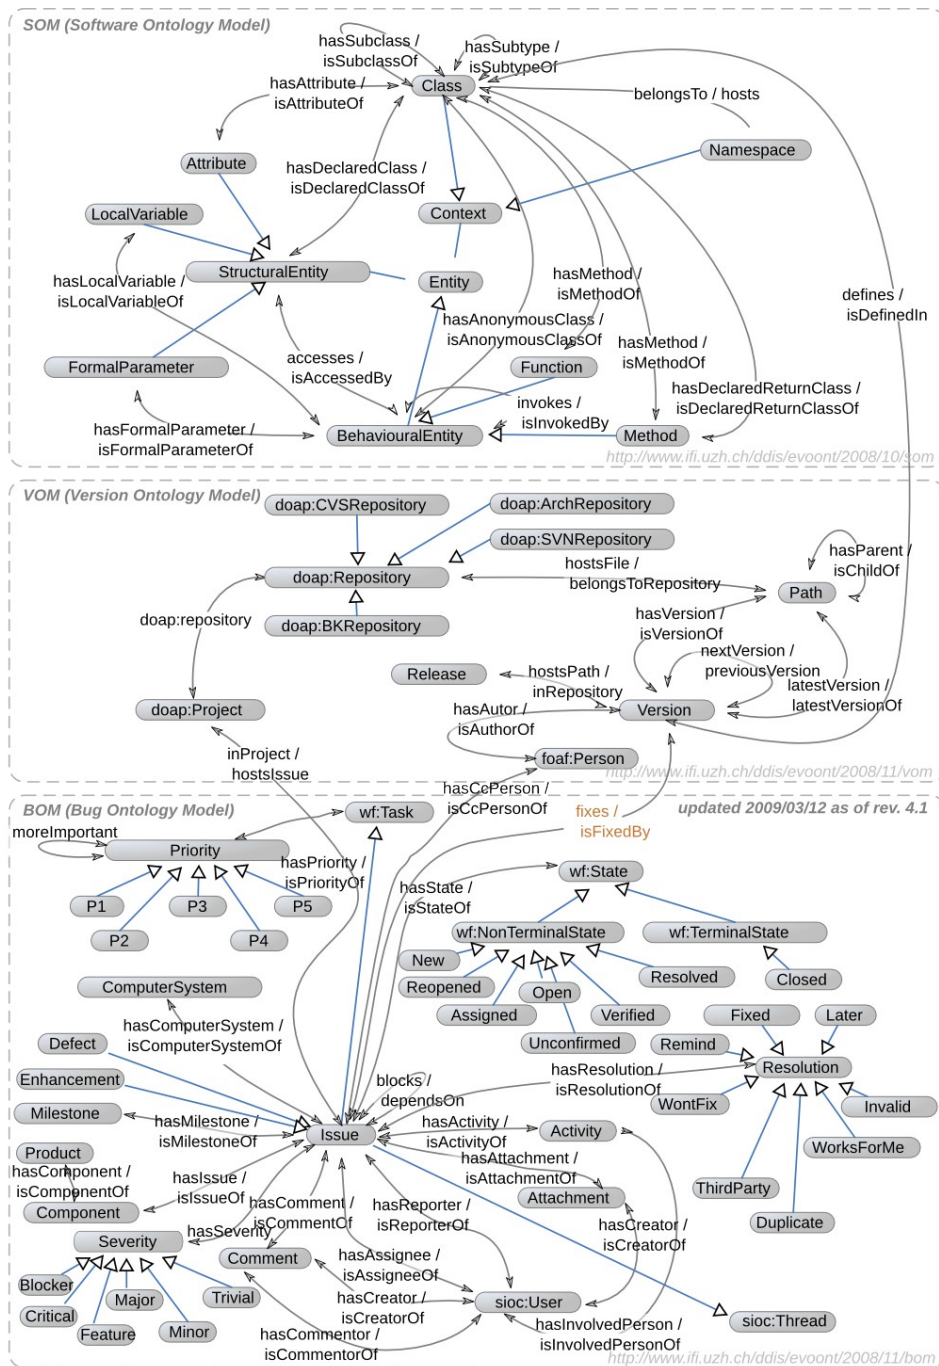 SOM (Software Ontology Model)
hasSubclass /
isSubclassOf
hasSubtype /
isSubtypeOf
hasAttribute /
isAttributeOf
Class
belongsTo / hosts
Attribute
hasDeclaredClass /
isDeclaredClassOf
Namespace
LocalVariable
Context
StructuralEntity
Entity
hasLocalVariable /
isLocalVariableOf
hasMethod /
isMethodOf
defines /
isDefinedIn
hasAnonymousClass /
isAnonymousClassOf
hasMethod /
isMethodOf
FormalParameter
accesses /
isAccessedBy
Function
hasDeclaredReturnClass /
isDeclaredReturnClassOf
invokes /
isInvokedBy
hasFormalParameter /
isFormalParameterOf
BehaviouralEntity
Method
http://www.ifi.uzh.ch/ddis/evoont/2008/10/som
VOM (Version Ontology Model)
doap:CVSRepository
doap:ArchRepository
doap:SVNRepository
hasParent /
isChildOf
hostsFile /
belongsToRepository
doap:Repository
Path
doap:repository
doap:BKRepository
hasVersion /
isVersionOf
nextVersion /
previousVersion
Release
hostsPath /
inRepository
latestVersion /
latestVersionOf
doap:Project
hasAutor /
isAuthorOf
Version
inProject /
hostsIssue
foaf:Person
http://www.ifi.uzh.ch/ddis/evoont/2008/11/vom
hasCcPerson /
isCcPersonOf
BOM (Bug Ontology Model)
updated 2009/03/12 as of rev. 4.1
wf:Task
fixes /
isFixedBy
moreImportant
Priority
hasPriority /
isPriorityOf
wf:State
hasState /
isStateOf
P1
P3
P5
P2
P4
wf:NonTerminalState
wf:TerminalState
New
Reopened
Resolved
Closed
ComputerSystem
Open
Assigned
Verified
Fixed
Later
hasComputerSystem /
isComputerSystemOf
Unconfirmed
Remind
Defect
Resolution
Enhancement
blocks /
dependsOn
hasResolution /
isResolutionOf
WontFix
Invalid
Milestone
hasMilestone /
isMilestoneOf
Issue
hasActivity /
isActivityOf
Activity
WorksForMe
Product
hasComponent /
isComponentOf
hasIssue /
isIssueOf
hasAttachment /
isAttachmentOf
ThirdParty
Attachment
Component
hasComment /
isCommentOf
hasReporter /
isReporterOf
Duplicate
hasCreator /
isCreatorOf
hasSeverity
Severity
Comment
hasAssignee /
isAssigneeOf
Blocker
Trivial
Major
hasCreator /
isCreatorOf
sioc:User
Critical
Feature
Minor
hasCommentor /
isCommentorOf
hasInvolvedPerson /
isInvolvedPersonOf
sioc:Thread
http://www.ifi.uzh.ch/ddis/evoont/2008/11/bom